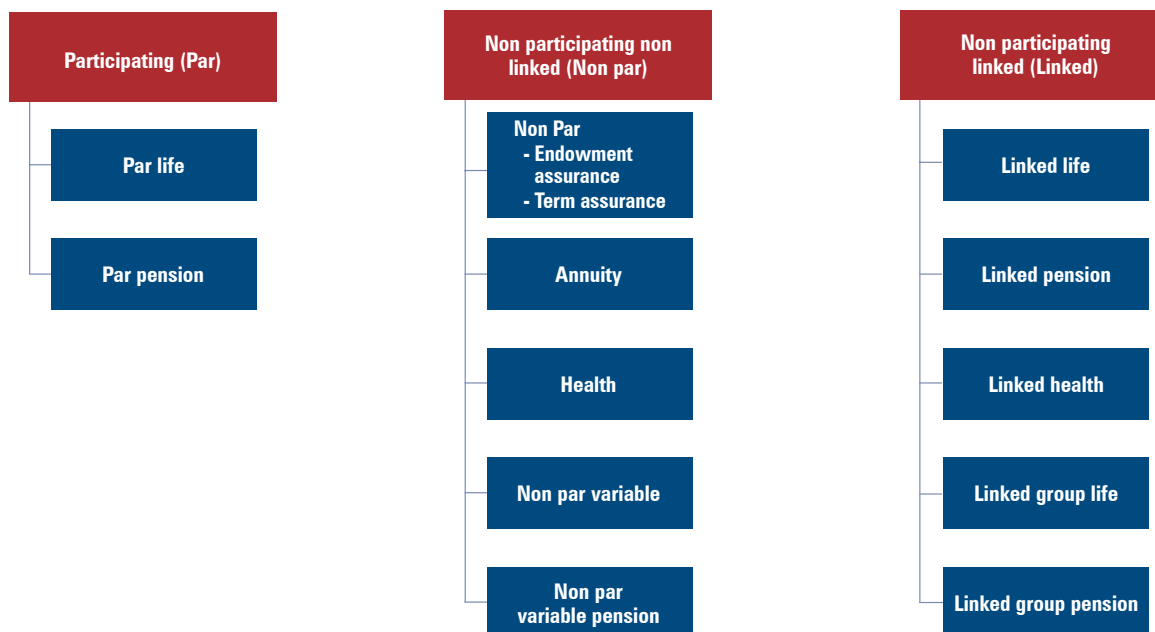 Participating (Par)
Par life
Par pension
Non participating non
linked (Non par)
Non Par
- Endowment
assurance
- Term assurance
Annuity
Health
Non par variable
Non par
variable pension
Non participating
linked (Linked)
Linked life
Linked pension
Linked health
Linked group life
Linked group pension